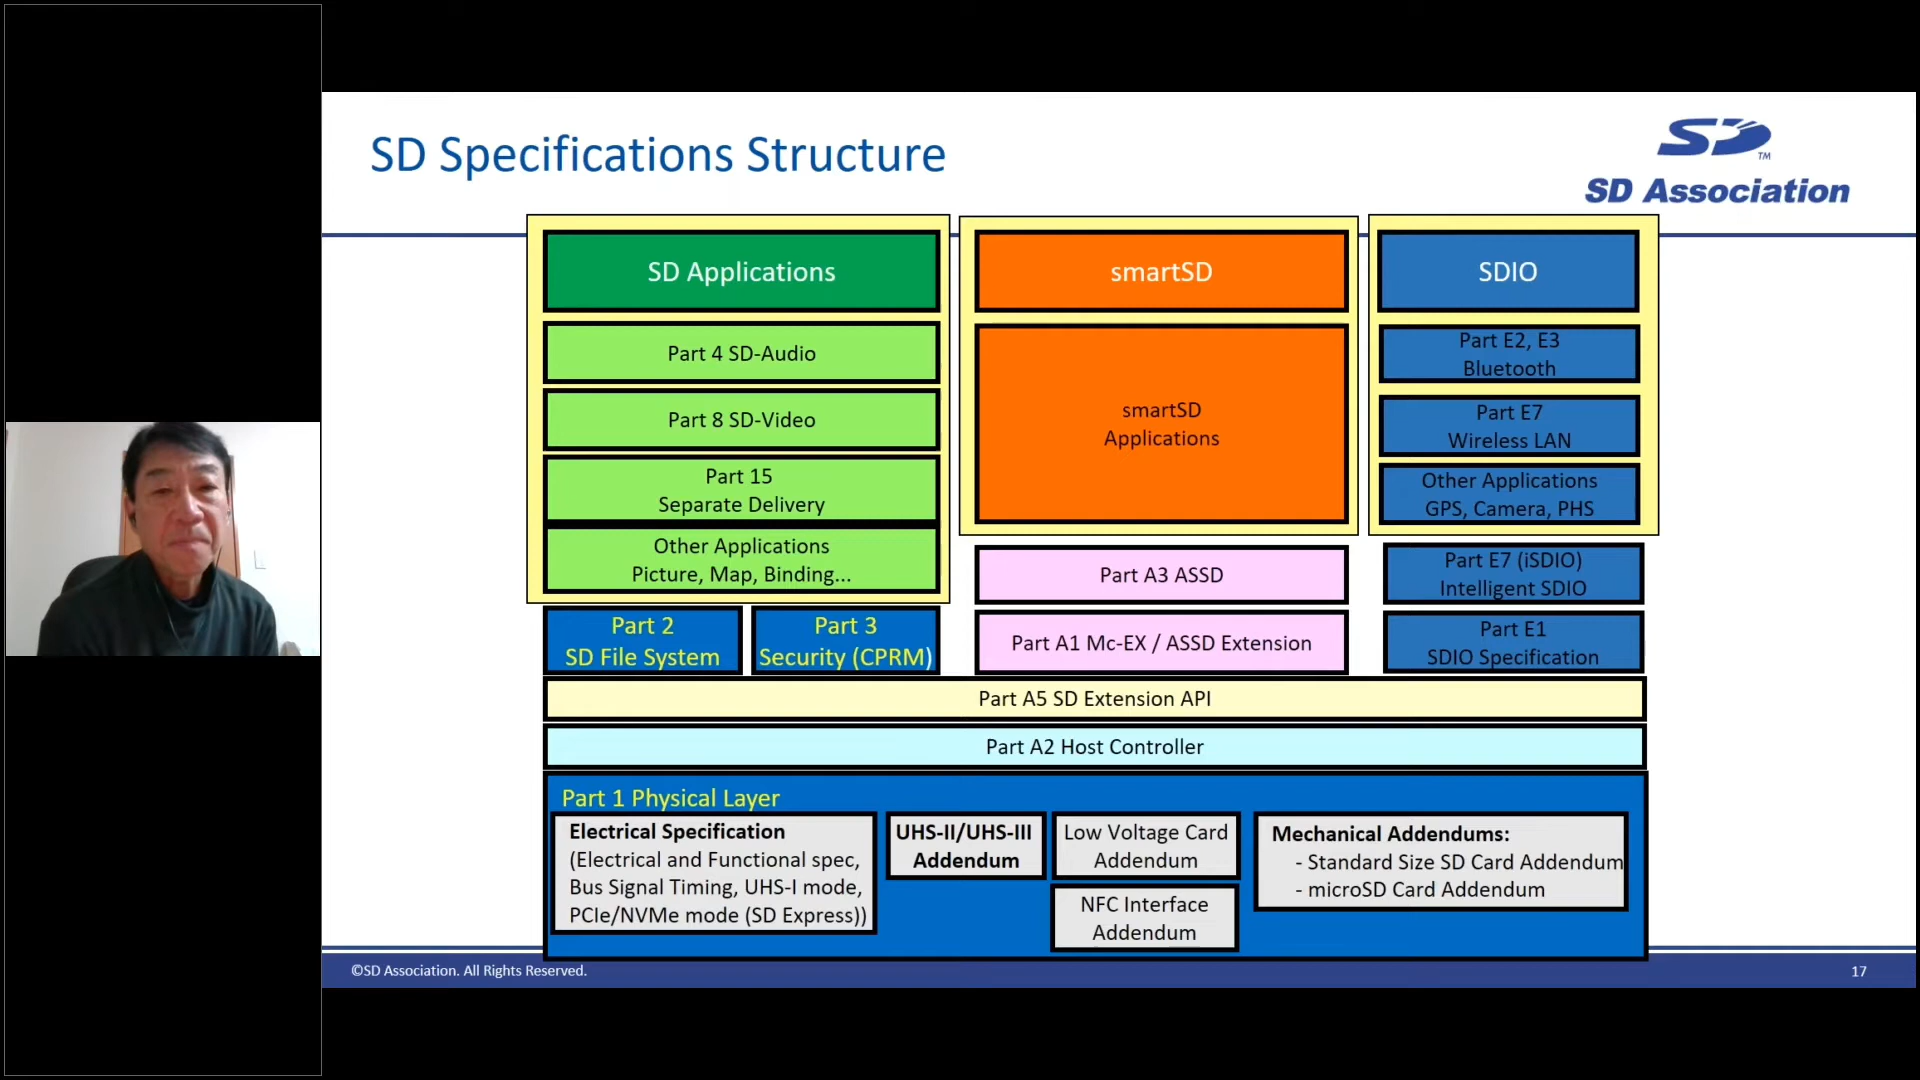 SD Specifications Structure
SD
TM
SD Association
SD Applications
Part 4 SD-Audio
Part 8 SD-Video
Part 15
Separate Delivery
Other Applications
Picture, Map, Binding...
Part 2
SD File System
Part 3
Security (CPRM)
smartSD
smartSD
Applications
Part A3 ASSD
Part A1 Mc-EX / ASSD Extension
SDIO
Part E2, E3
Bluetooth
Part E7
Wireless LAN
Other Applications
GPS, Camera, PHS
Part E7 (iSDIO)
Intelligent SDIO
Part E1
SDIO Specification
Part A5 SD Extension API
Part A2 Host Controller
Part 1 Physical Layer
Electrical Specification
(Electrical and Functional spec,
Bus Signal Timing, UHS-I mode,
PCIe/NVMe mode (SD Express))
UHS-II/UHS-III
Addendum
Low Voltage Card
Addendum
NFC Interface
Addendum
Mechanical Addendums:
- Standard Size SD Card Addendum
- microSD Card Addendum
©SD Association. All Rights Reserved.
17